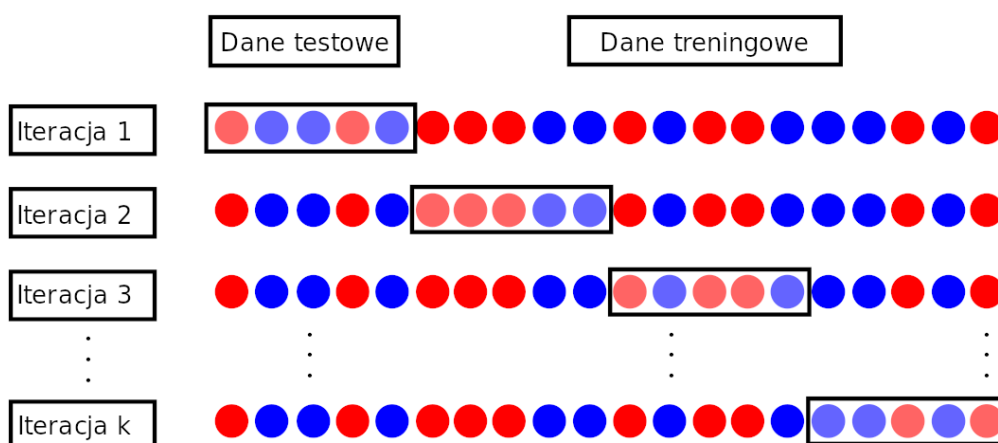 Dane testowe
Dane treningowe
Iteracja 1
Iteracja 2
Iteracja 3
Iteracja k